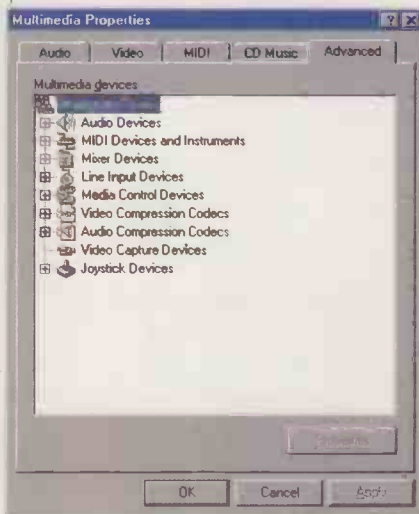 Multimedia Properties
Audio
Video
MIDI
CD Music
Advanced
Multimedia devices
Audio Devices
MIDI Devices and Instruments
Mixer Devices
Line Input Devices
Media Control Devices
Video Compression Codecs
Audio Compression Codecs
Video Capture Devices
Joystick Devices
Properties
OK
Cancel
Apply